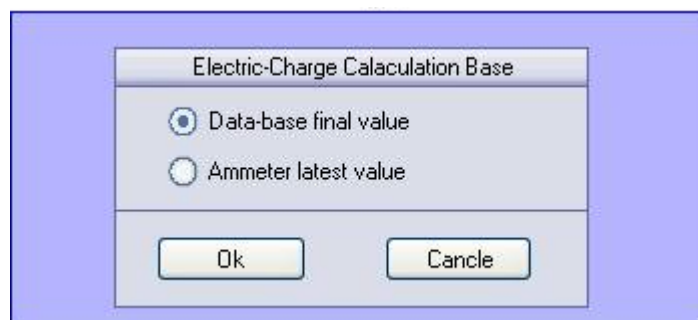 Electric-Charge Calaculation Base
Data-base final value
Ammeter latest value
Ok Cancle